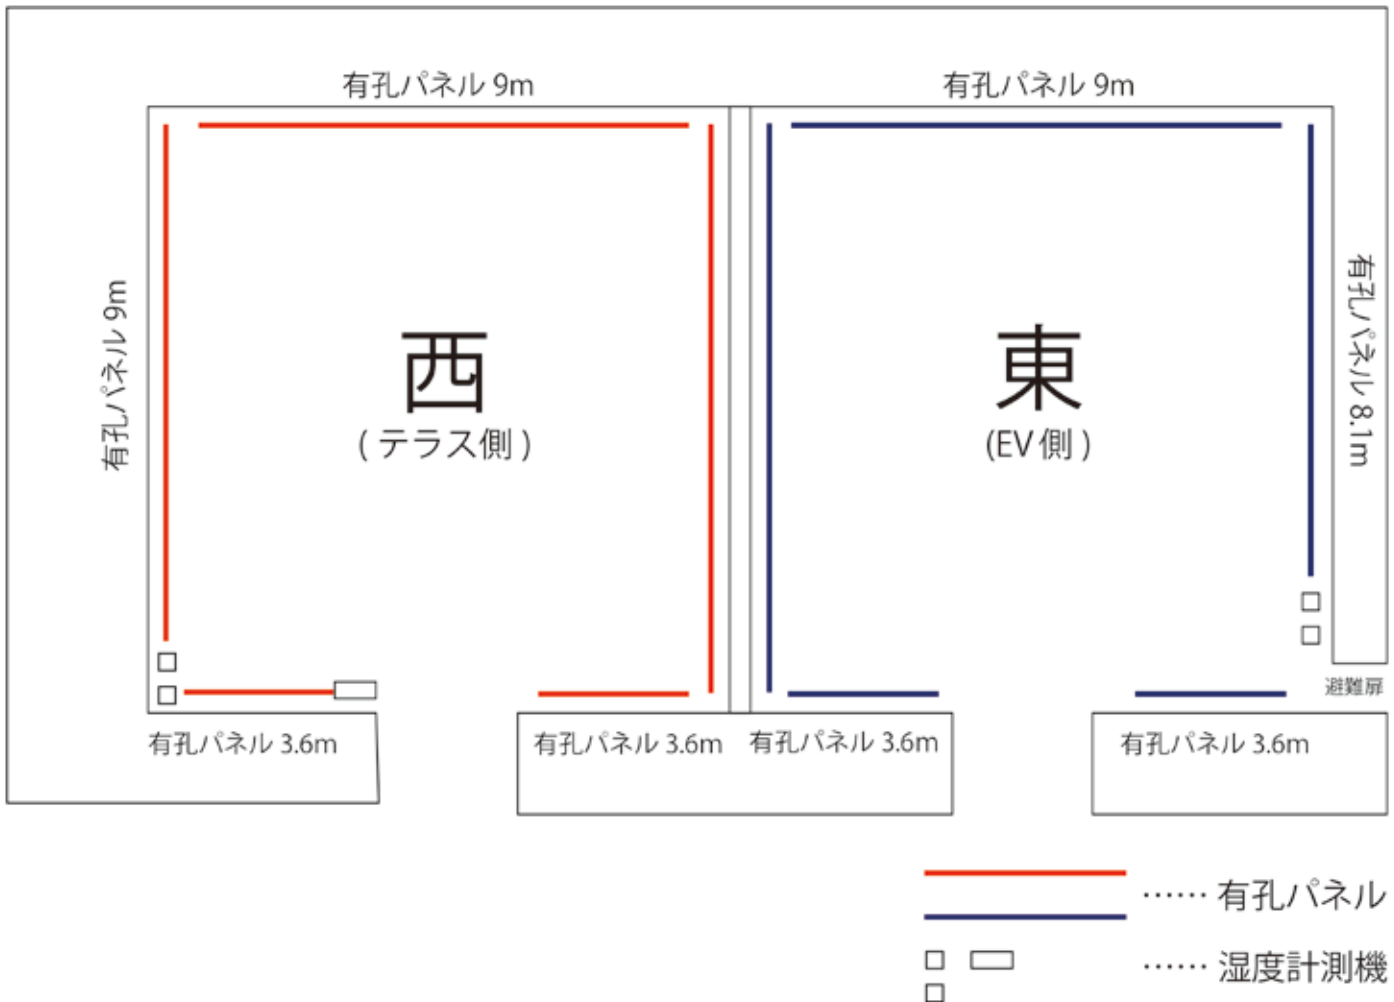 有孔パネル 9m
有孔パネル 9m
有孔パネル 9m
西
( テラス側 )
東
(EV 側 )
有孔パネル 8.1m
避難扉
有孔パネル 3.6m
有孔パネル 3.6m
有孔パネル 3.6m
有孔パネル 3.6m
…… 有孔パネル
…… 湿度計測機